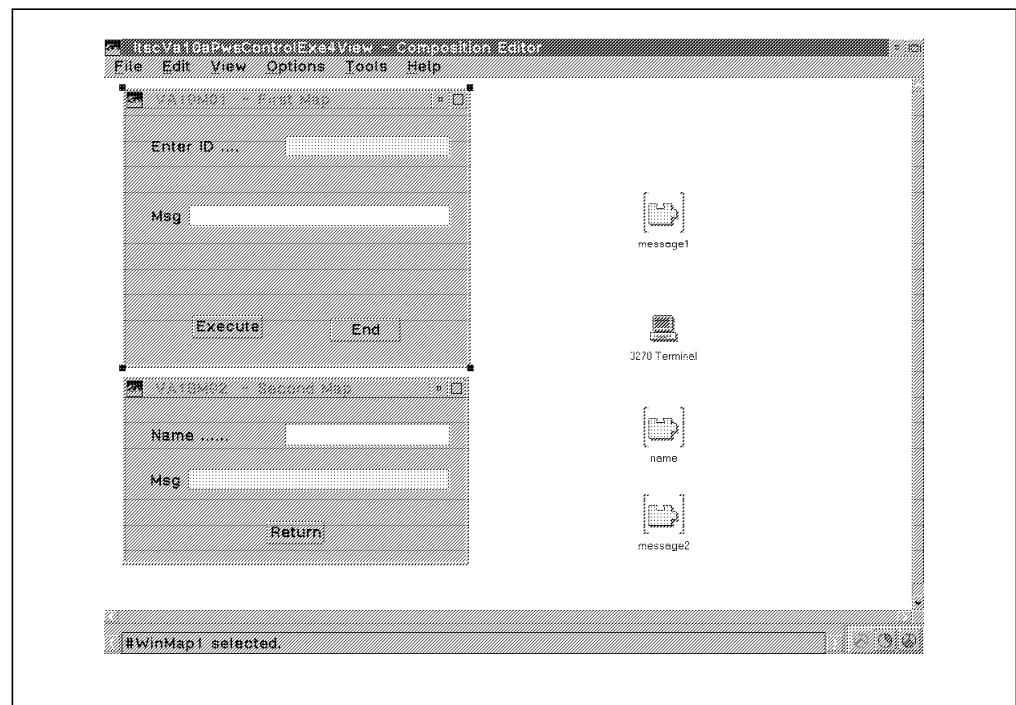 ItscVa10aPwsControlExe4View - Composition Editor
File Edit View Options Tools Help
VA10M01 - First Map
Enter ID ....
Msg
Execute End
VA10M02 - Second Map
Name ......
Msg
Return
message1
3270 Terminal
name
message2
#WinMap1 selected.